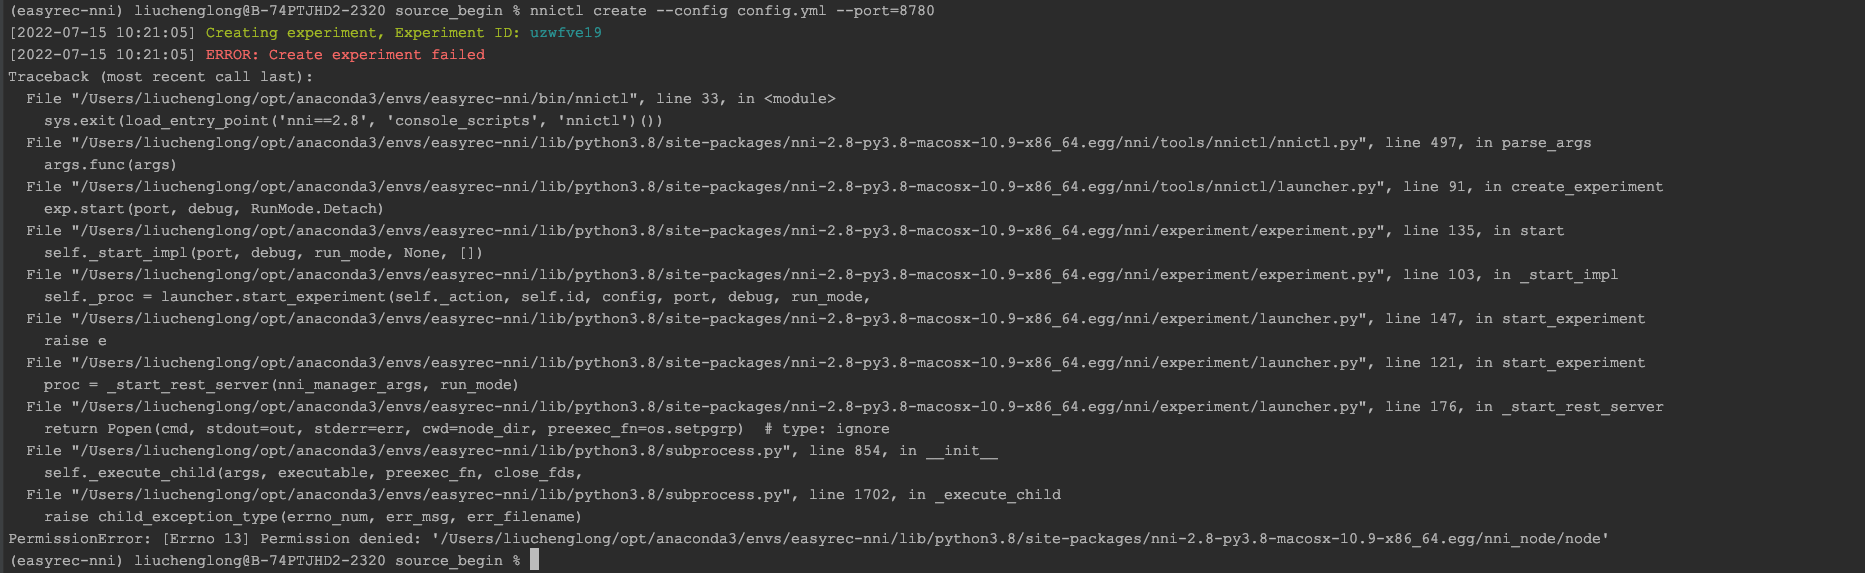 (easyrec-nni) liuchenglong@B-74PTJHD2-2320 source_begin % nnictl create --config config.yml --port=8780
[2022-07-15 10:21:05] Creating experiment, Experiment ID: uzwfvel9
[2022-07-15 10:21:05] ERROR: Create experiment failed
Traceback (most recent call last):
  File "/Users/liuchenglong/opt/anaconda3/envs/easyrec-nni/bin/nnictl", line 33, in <module>
    sys.exit(load_entry_point('nni==2.8', 'console_scripts', 'nnictl')())
  File "/Users/liuchenglong/opt/anaconda3/envs/easyrec-nni/lib/python3.8/site-packages/nni-2.8-py3.8-macosx-10.9-x86_64.egg/nni/tools/nnictl/nnictl.py", line 497, in parse_args
    args.func(args)
  File "/Users/liuchenglong/opt/anaconda3/envs/easyrec-nni/lib/python3.8/site-packages/nni-2.8-py3.8-macosx-10.9-x86_64.egg/nni/tools/nnictl/launcher.py", line 91, in create_experiment
    exp.start(port, debug, RunMode.Detach)
  File "/Users/liuchenglong/opt/anaconda3/envs/easyrec-nni/lib/python3.8/site-packages/nni-2.8-py3.8-macosx-10.9-x86_64.egg/nni/experiment/experiment.py", line 135, in start
    self._start_impl(port, debug, run_mode, None, [])
  File "/Users/liuchenglong/opt/anaconda3/envs/easyrec-nni/lib/python3.8/site-packages/nni-2.8-py3.8-macosx-10.9-x86_64.egg/nni/experiment/experiment.py", line 103, in _start_impl
    self._proc = launcher.start_experiment(self._action, self.id, config, port, debug, run_mode,
  File "/Users/liuchenglong/opt/anaconda3/envs/easyrec-nni/lib/python3.8/site-packages/nni-2.8-py3.8-macosx-10.9-x86_64.egg/nni/experiment/launcher.py", line 147, in start_experiment
    raise e
  File "/Users/liuchenglong/opt/anaconda3/envs/easyrec-nni/lib/python3.8/site-packages/nni-2.8-py3.8-macosx-10.9-x86_64.egg/nni/experiment/launcher.py", line 121, in start_experiment
    proc = _start_rest_server(nni_manager_args, run_mode)
  File "/Users/liuchenglong/opt/anaconda3/envs/easyrec-nni/lib/python3.8/site-packages/nni-2.8-py3.8-macosx-10.9-x86_64.egg/nni/experiment/launcher.py", line 176, in _start_rest_server
    return Popen(cmd, stdout=out, stderr=err, cwd=node_dir, preexec_fn=os.setpgrp)  # type: ignore
  File "/Users/liuchenglong/opt/anaconda3/envs/easyrec-nni/lib/python3.8/subprocess.py", line 854, in __init__
    self._execute_child(args, executable, preexec_fn, close_fds,
  File "/Users/liuchenglong/opt/anaconda3/envs/easyrec-nni/lib/python3.8/subprocess.py", line 1702, in _execute_child
    raise child_exception_type(errno_num, err_msg, err_filename)
PermissionError: [Errno 13] Permission denied: '/Users/liuchenglong/opt/anaconda3/envs/easyrec-nni/lib/python3.8/site-packages/nni-2.8-py3.8-macosx-10.9-x86_64.egg/nni_node/node'
(easyrec-nni) liuchenglong@B-74PTJHD2-2320 source_begin %